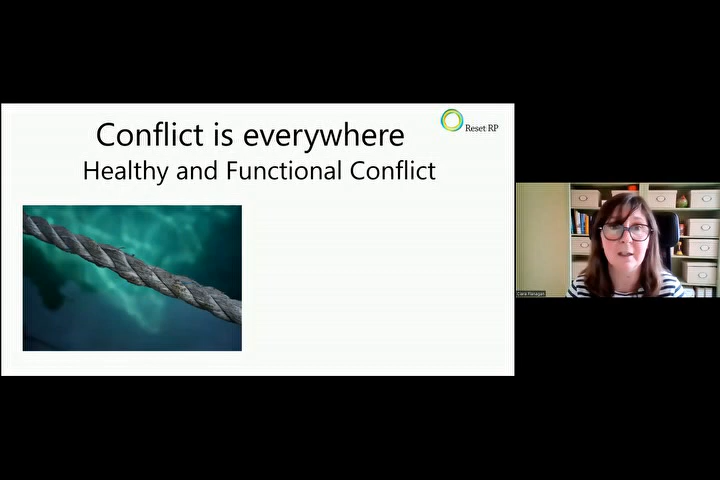 Conflict is everywhere
Healthy and Functional Conflict
Reset RP